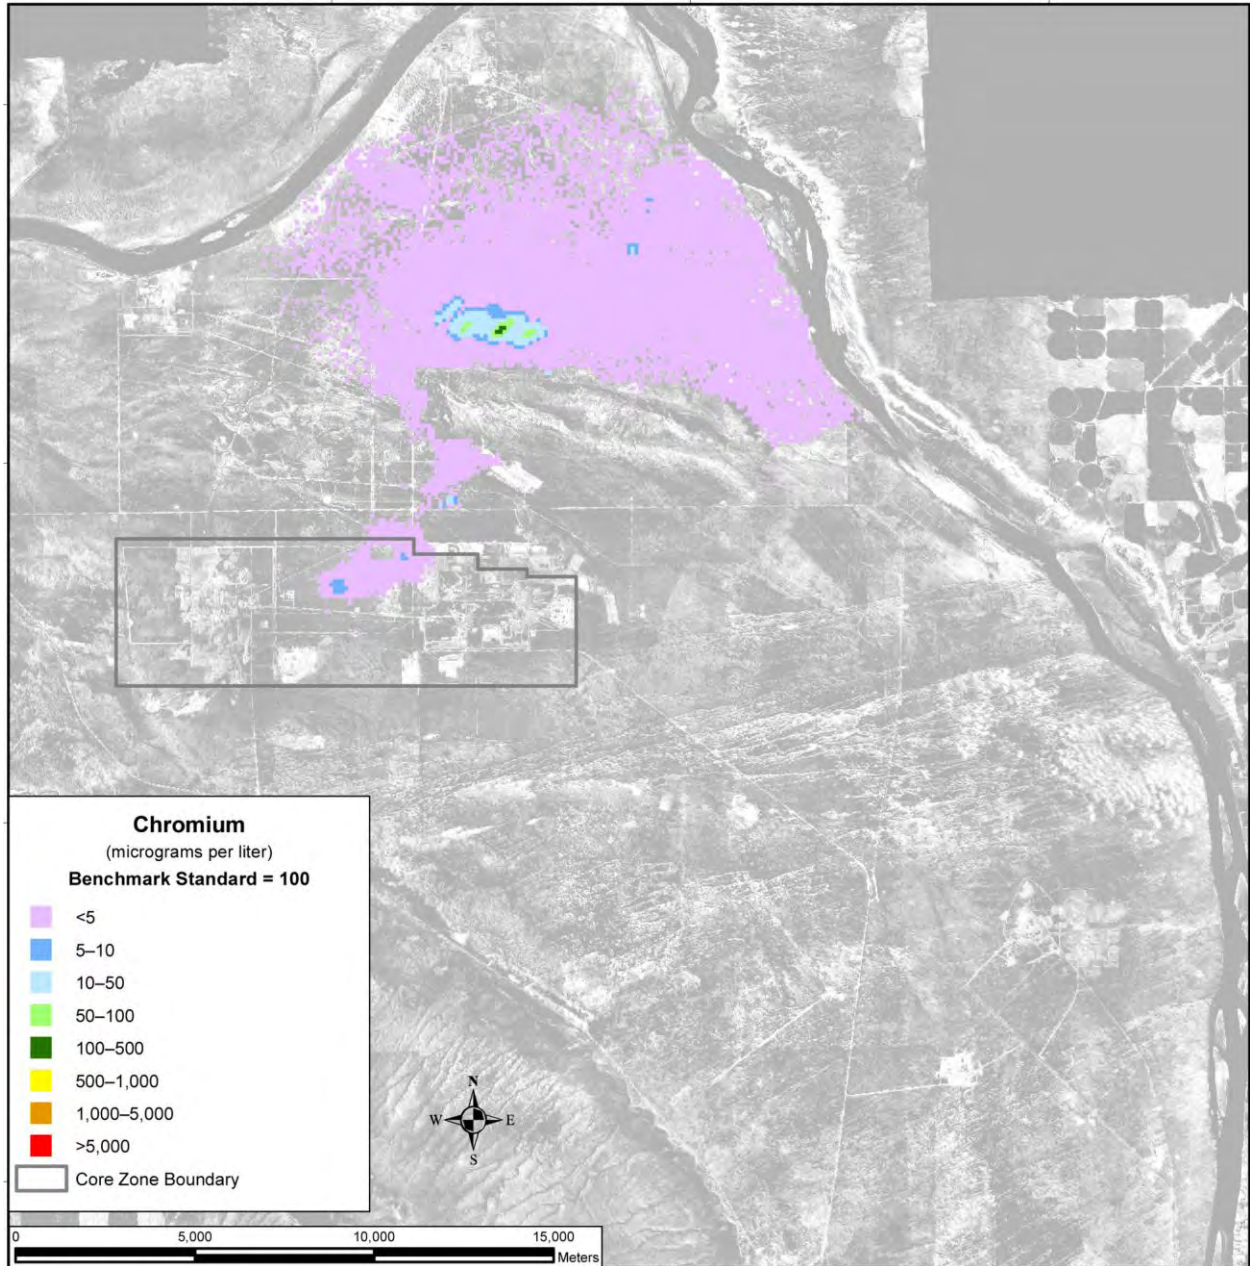 Chromium
(micrograms per liter)
Benchmark Standard = 100
<5
5–10
10–50
50–100
100–500
500–1,000
1,000–5,000
>5,000
Core Zone Boundary
N
W E
S
0 5,000 10,000 15,000
Meters